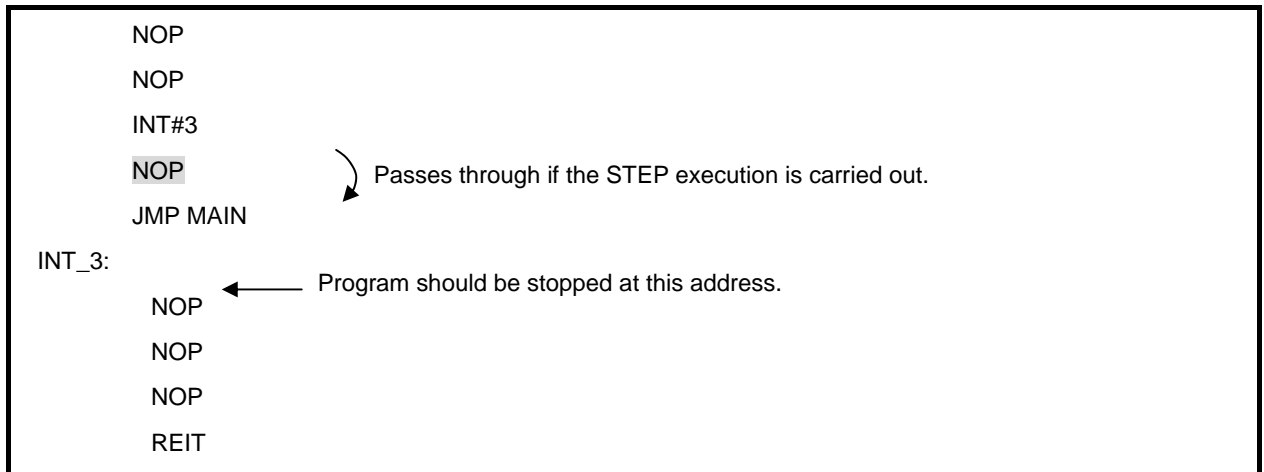 NOP
NOP
INT#3
NOP
Passes through if the STEP execution is carried out.
JMP MAIN
INT_3:
Program should be stopped at this address.
NOP
NOP
NOP
REIT